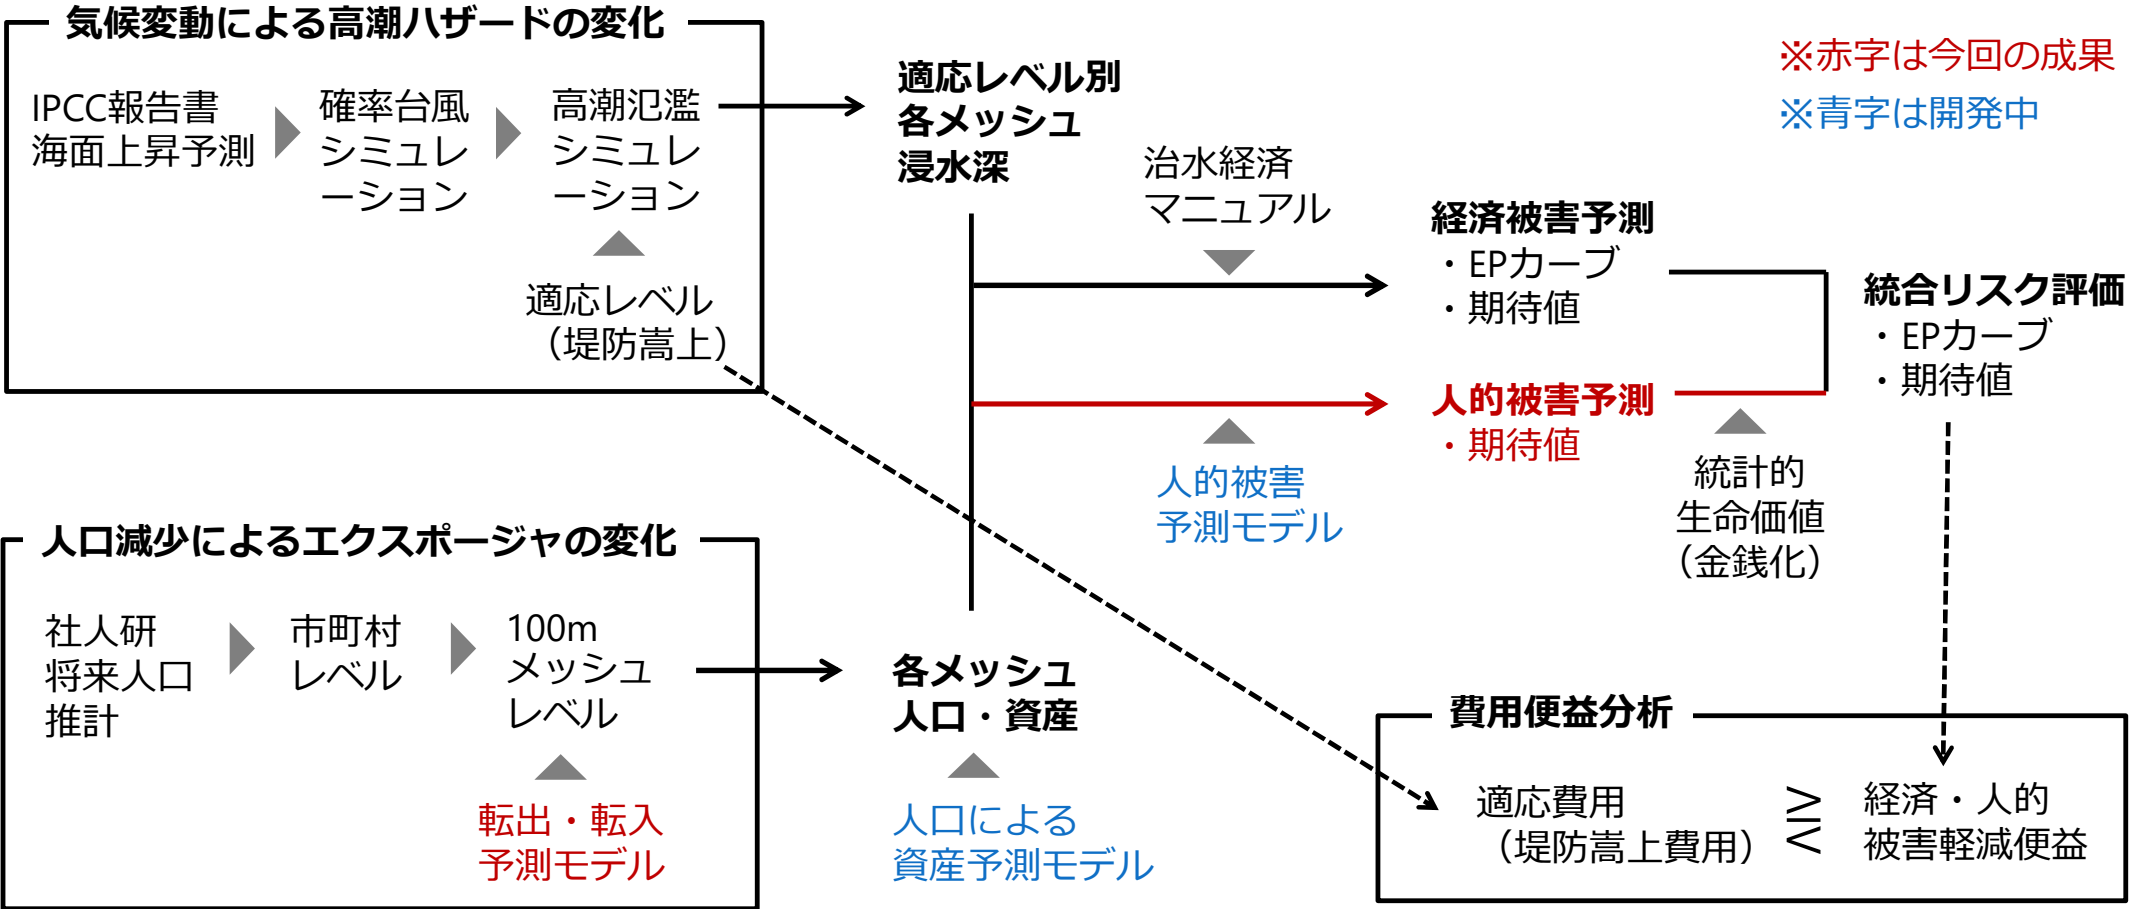 気候変動による高潮ハザードの変化
IPCC報告書
海面上昇予測
確率台風
シミュレ
ーション
高潮氾濫
シミュレ
ーション
適応レベル
（堤防嵩上）
適応レベル別
各メッシュ
浸水深
※赤字は今回の成果
※青字は開発中
治水経済
マニュアル
経済被害予測
・EPカーブ
・期待値
人的被害予測
・期待値
人的被害
予測モデル
統計的
生命価値
（金銭化）
統合リスク評価
・EPカーブ
・期待値
人口減少によるエクスポージャの変化
社人研
将来人口
推計
市町村
レベル
100m
メッシュ
レベル
転出・転入
予測モデル
各メッシュ
人口・資産
人口による
資産予測モデル
費用便益分析
適応費用
（堤防嵩上費用）
≧
≦
経済・人的
被害軽減便益